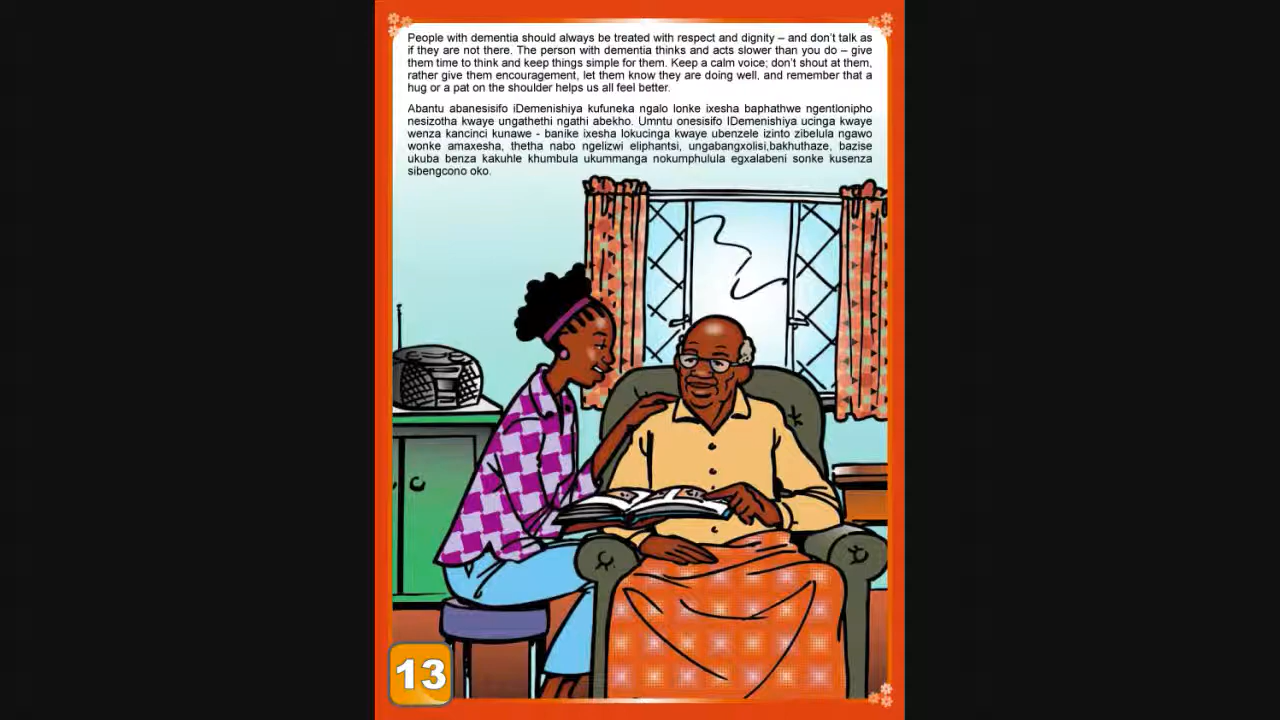 People with dementia should always be treated with respect and dignity – and don't talk as
if they are not there. The person with dementia thinks and acts slower than you do – give
them time to think and keep things simple for them. Keep a calm voice; don't shout at them,
rather give them encouragement, let them know they are doing well, and remember that a
hug or a pat on the shoulder helps us all feel better.
Abantu abanesisifo iDemenishiya kufuneka ngalo lonke ixesha baphathwe ngentlonipho
nesizotha kwaye ungathethi ngathi abekho. Umntu onesisifo IDemenishiya ucinga kwaye
wenza kancinci kunawe - banike ixesha lokucinga kwaye ubenzele izinto zibelula ngawo
wonke amaxesha, thetha nabo ngelizwi eliphantsi, ungabangxolisi,bakhuthaze, bazise
ukuba benza kakuhle khumbula ukummanga nokumphulula egxalabeni sonke kusenza
sibengcono oko.
13